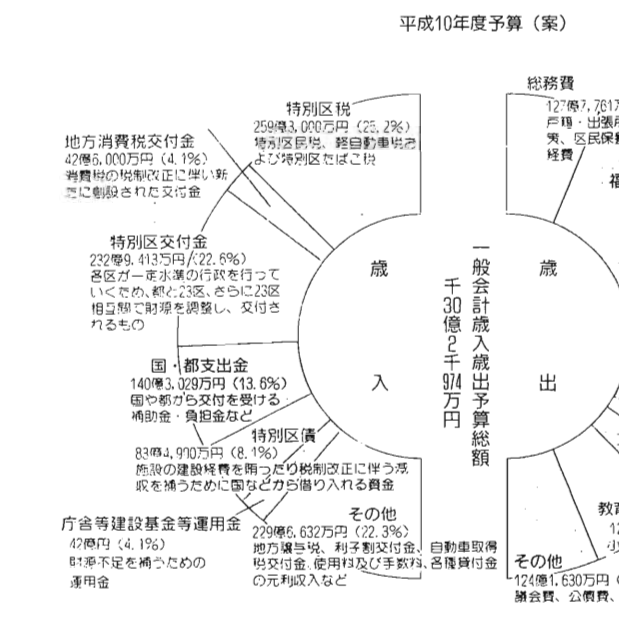 平成10年度予算（案）
特別区税
259億3,000万円（25.2%）
特別区民税、軽自動車税お
よび特別区たばこ税
地方消費税交付金
42億6,000万円（4.1%）
消費税の税制改正に伴い新
たに創設された交付金
特別区交付金
232億9,413万円（22.6%）
各区が一定水準の行政を行って
いくため、都と23区、さらに23区
相互間で財源を調整し、交付さ
れるもの
国・都支出金
140億3,029万円（13.6%）
国や都から交付を受ける
補助金・負担金など
特別区債
83億4,900万円（8.1%）
施設の建設経費を賄ったり税制改正に伴う減
収を補うために国などから借り入れる資金
庁舎等建設基金等運用金
42億円（4.1%）
財源不足を補うための
運用金
その他
229億6,632万円（22.3%）
地方譲与税、利子割交付金、自動車取得
税交付金、使用料及び手数料、各種貸付金
の元利収入など
歳入
一般会計歳入歳出予算総額
千30億2千974万円
歳出
総務費
127億7,761万
戸籍・出張所
経費
福
教育
その他
124億1,630万円（
議会費、公債費、